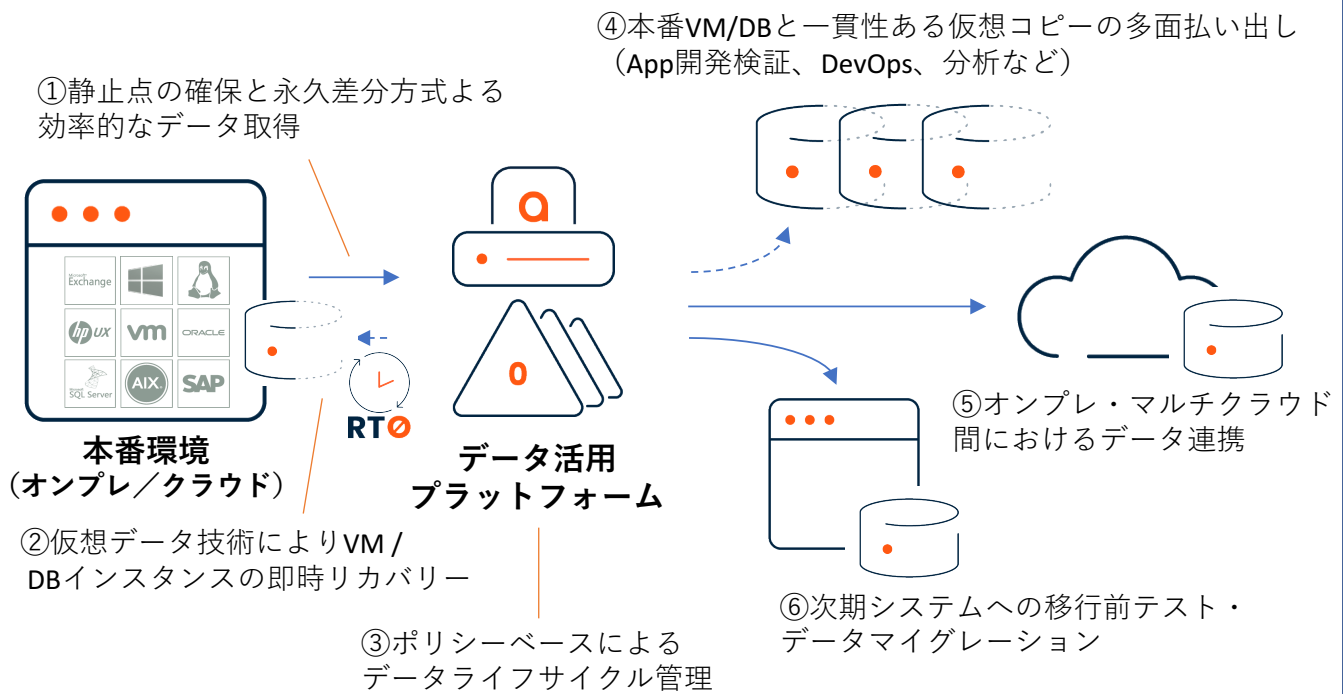 ④本番VM/DBと一貫性ある仮想コピーの多面払い出し
（App開発検証、DevOps、分析など）
①静止点の確保と永久差分方式よる
効率的なデータ取得
a
Microsoft
Exchange
hp UX
vm
ORACLE
Microsoft
SQL Server
AIX
SAP
0
RT0
本番環境
（オンプレ／クラウド）
データ活用
プラットフォーム
⑤オンプレ・マルチクラウド
間におけるデータ連携
②仮想データ技術によりVM /
DBインスタンスの即時リカバリー
⑥次期システムへの移行前テスト・
データマイグレーション
③ポリシーベースによる
データライフサイクル管理